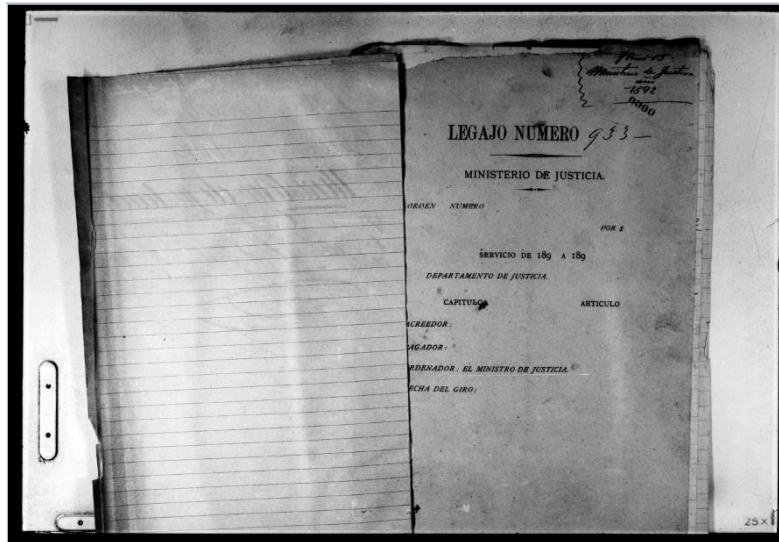 Ministerio de Justicia
1892
0000
LEGAJO NUMERO 933-
MINISTERIO DE JUSTICIA.
ORDEN NUMERO
POR $
SERVICIO DE 189 A 189
DEPARTAMENTO DE JUSTICIA.
CAPITULO ARTICULO
ACREEDOR:
AGADOR:
RDENADOR: EL MINISTRO DE JUSTICIA.
ECHA DEL GIRO:
25×